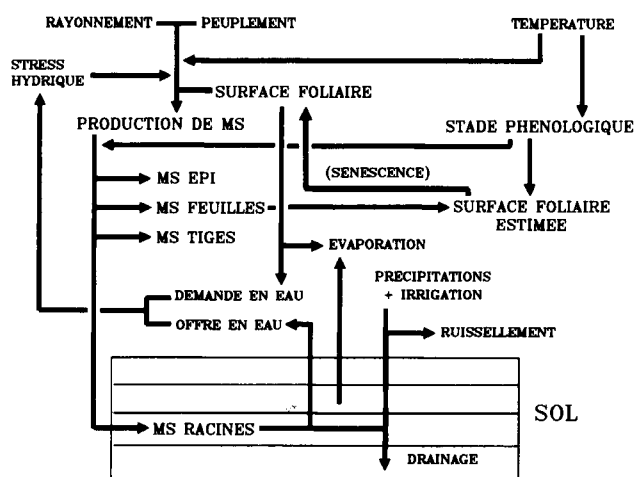 RAYONNEMENT
PEUPLEMENT
TEMPERATURE
STRESS
HYDRIQUE
SURFACE FOLIAIRE
PRODUCTION DE MS
STADE PHENOLOGIQUE
(SENESCENCE)
MS EPI
MS FEUILLES
SURFACE FOLIAIRE
ESTIMEE
MS TIGES
EVAPORATION
PRECIPITATIONS
+ IRRIGATION
DEMANDE EN EAU
OFFRE EN EAU
RUISSELLEMENT
SOL
MS RACINES
DRAINAGE